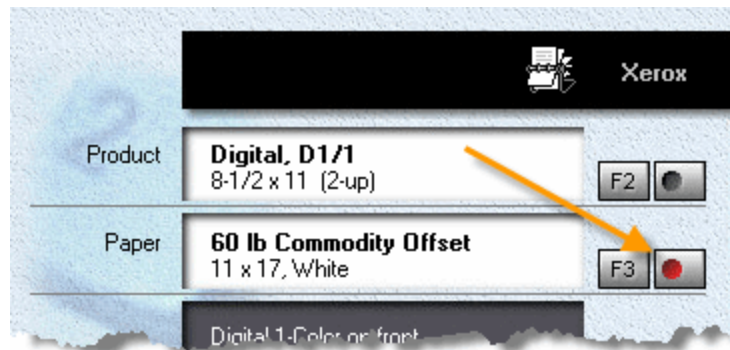 Xerox
Product
Digital, D1/1
8-1/2 x 11 (2-up)
F2
Paper
60 lb Commodity Offset
11 x 17, White
F3
Digital 1-Color on front